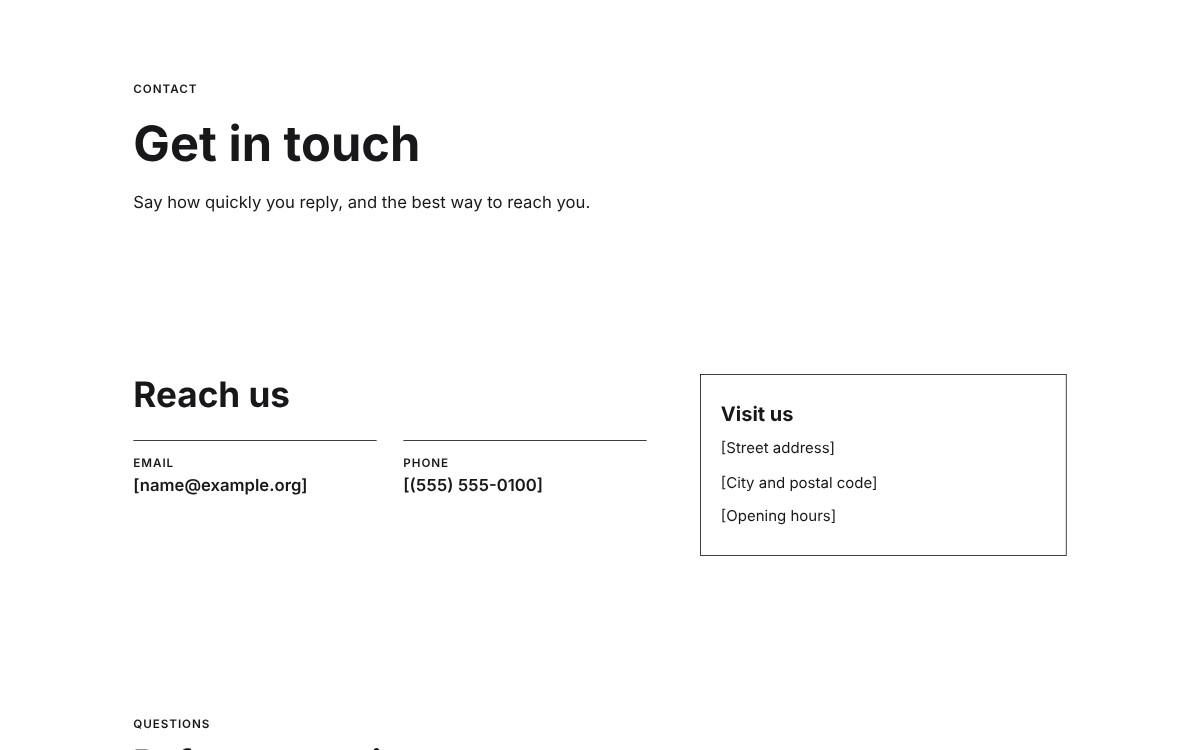 CONTACT
Get in touch
Say how quickly you reply, and the best way to reach you.
Reach us
EMAIL
[name@example.org]
PHONE
[(555) 555-0100]
Visit us
[Street address]
[City and postal code]
[Opening hours]
QUESTIONS